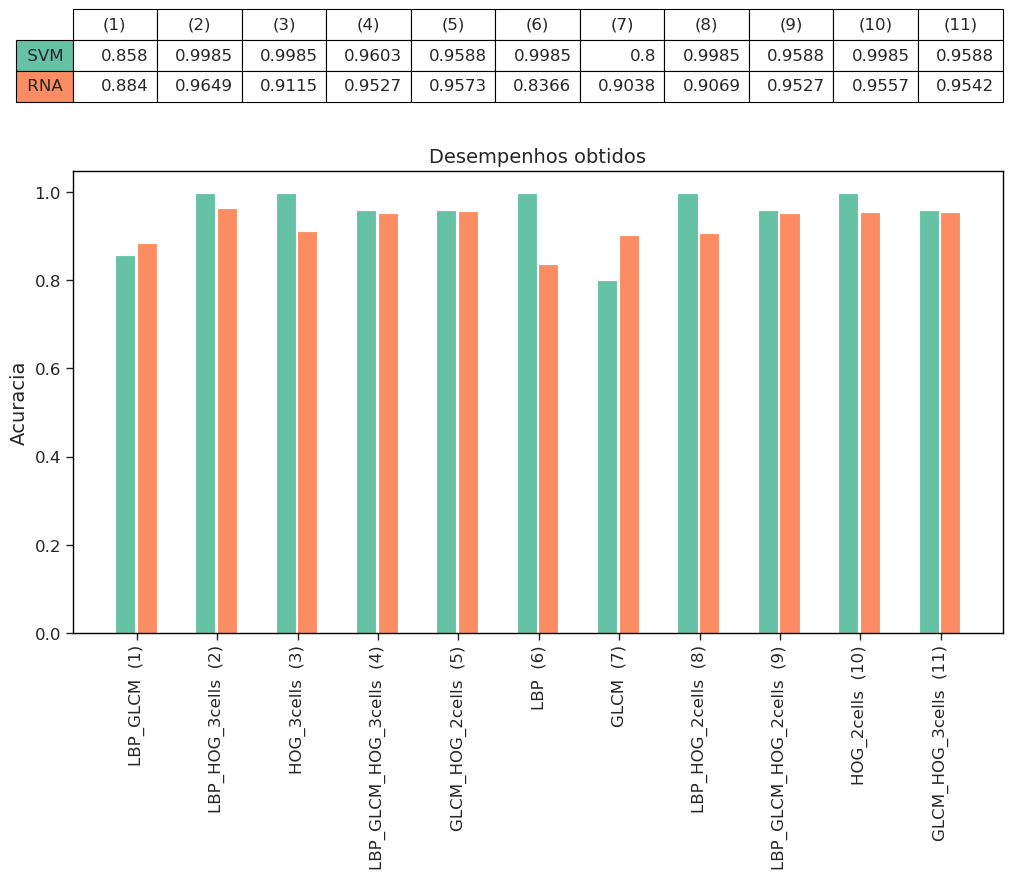 (1) (2) (3) (4) (5) (6) (7) (8) (9) (10) (11)
SVM 0.858 0.9985 0.9985 0.9603 0.9588 0.9985 0.8 0.9985 0.9588 0.9985 0.9588
RNA 0.884 0.9649 0.9115 0.9527 0.9573 0.8366 0.9038 0.9069 0.9527 0.9557 0.9542
Desempenhos obtidos
Acuracia
1.0
0.8
0.6
0.4
0.2
0.0
LBP_GLCM (1)
LBP_HOG_3cells (2)
HOG_3cells (3)
LBP_GLCM_HOG_3cells (4)
GLCM_HOG_2cells (5)
LBP (6)
GLCM (7)
LBP_HOG_2cells (8)
LBP_GLCM_HOG_2cells (9)
HOG_2cells (10)
GLCM_HOG_3cells (11)